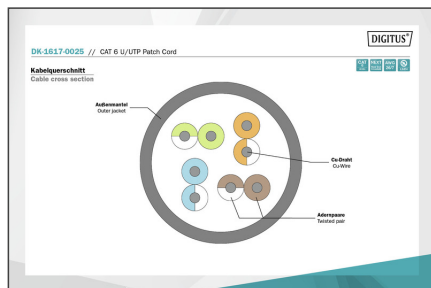 DIGITUS®
DK-1617-0025 // CAT 6 U/UTP Patch Cord
Kabelquerschnitt
Cable cross section
Außenmantel
Outer jacket
Cu-Draht
Cu-Wire
Adernpaare
Twisted pair